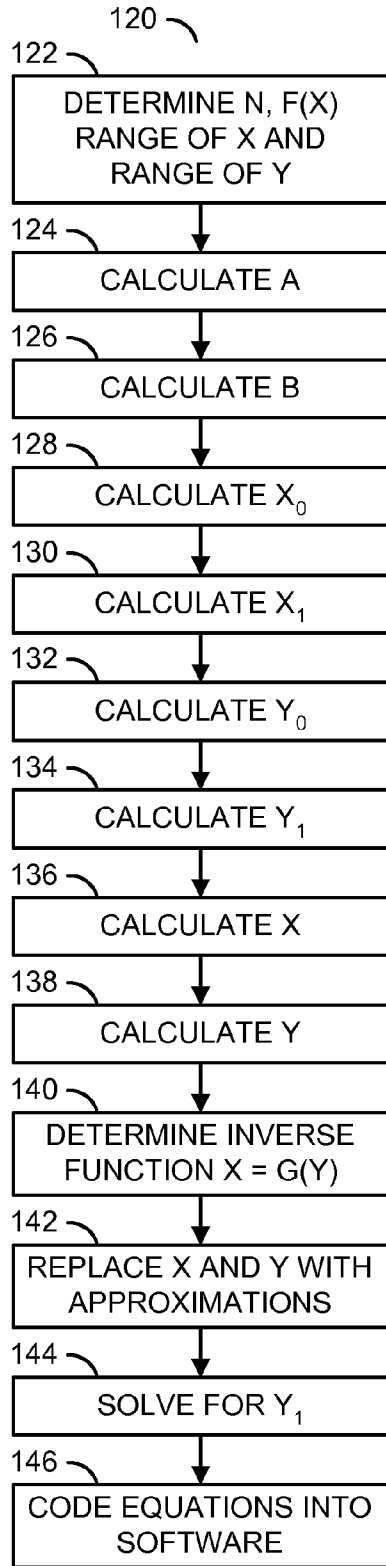 120
122
DETERMINE N, F(X)
RANGE OF X AND
RANGE OF Y
124
CALCULATE A
126
CALCULATE B
128
CALCULATE X₀
130
CALCULATE X₁
132
CALCULATE Y₀
134
CALCULATE Y₁
136
CALCULATE X
138
CALCULATE Y
140
DETERMINE INVERSE
FUNCTION X = G(Y)
142
REPLACE X AND Y WITH
APPROXIMATIONS
144
SOLVE FOR Y₁
146
CODE EQUATIONS INTO
SOFTWARE